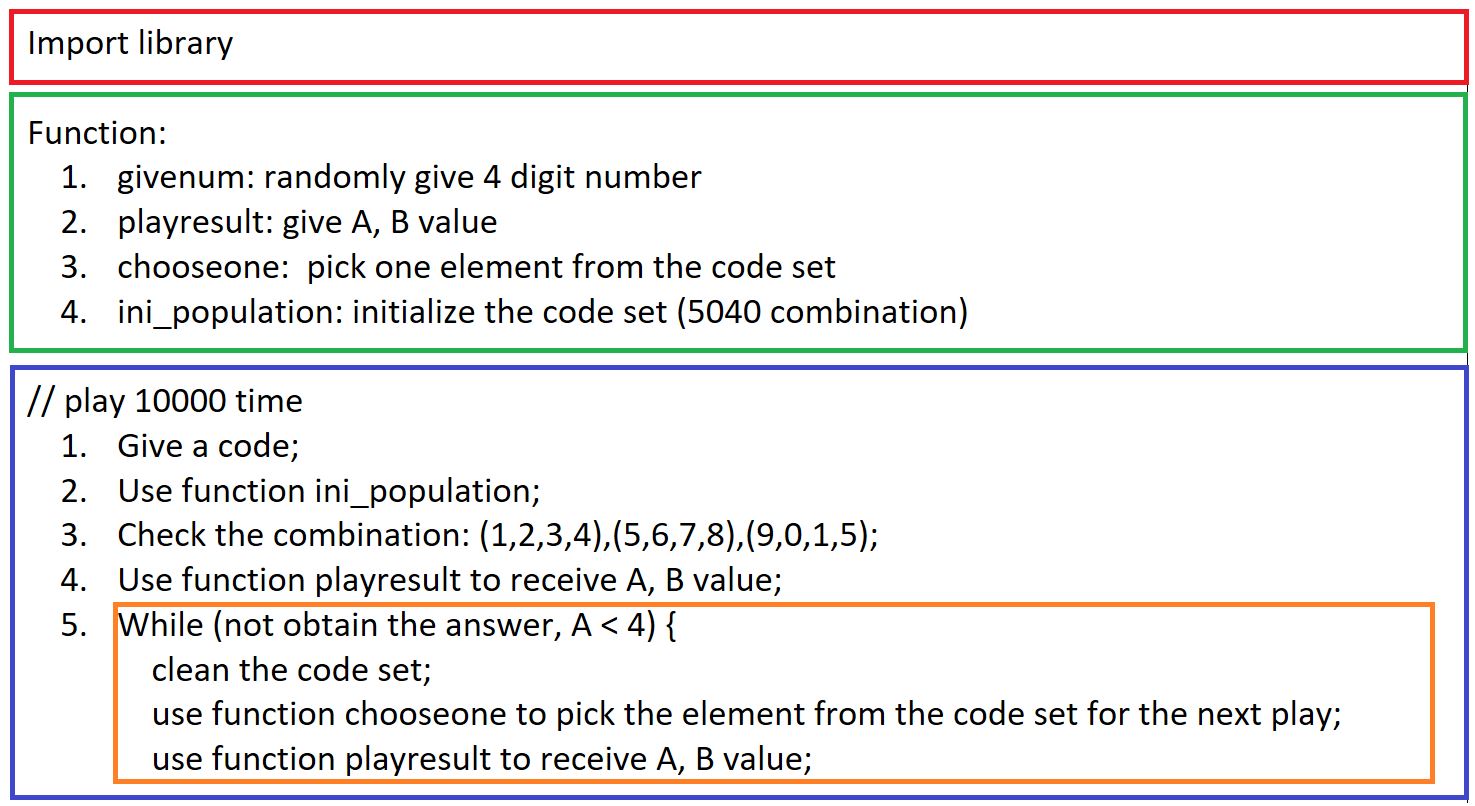 Import library
Function:
1. givenum: randomly give 4 digit number
2. playresult: give A, B value
3. chooseone:  pick one element from the code set
4. ini_population: initialize the code set (5040 combination)
// play 10000 time
1. Give a code;
2. Use function ini_population;
3. Check the combination: (1,2,3,4),(5,6,7,8),(9,0,1,5);
4. Use function playresult to receive A, B value;
5. While (not obtain the answer, A < 4) {
clean the code set;
use function chooseone to pick the element from the code set for the next play;
use function playresult to receive A, B value;